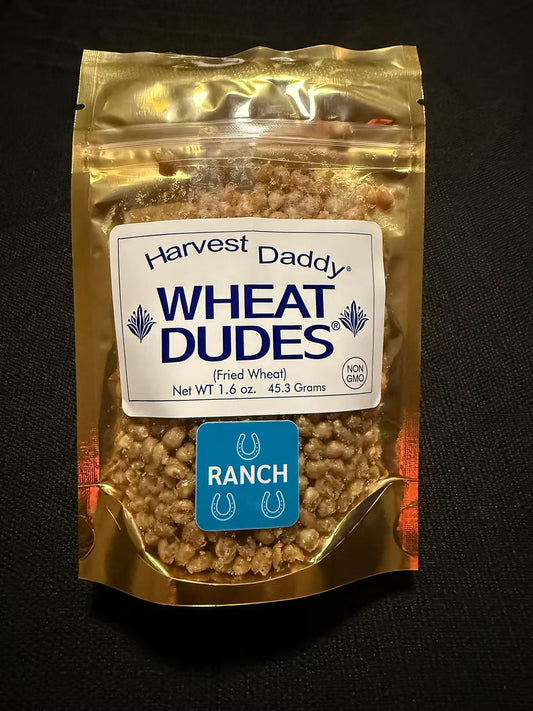 Harvest Daddy®
WHEAT
DUDES®
(Fried Wheat)
Net WT 1.6 oz. 45.3 Grams
NON
GMO
RANCH